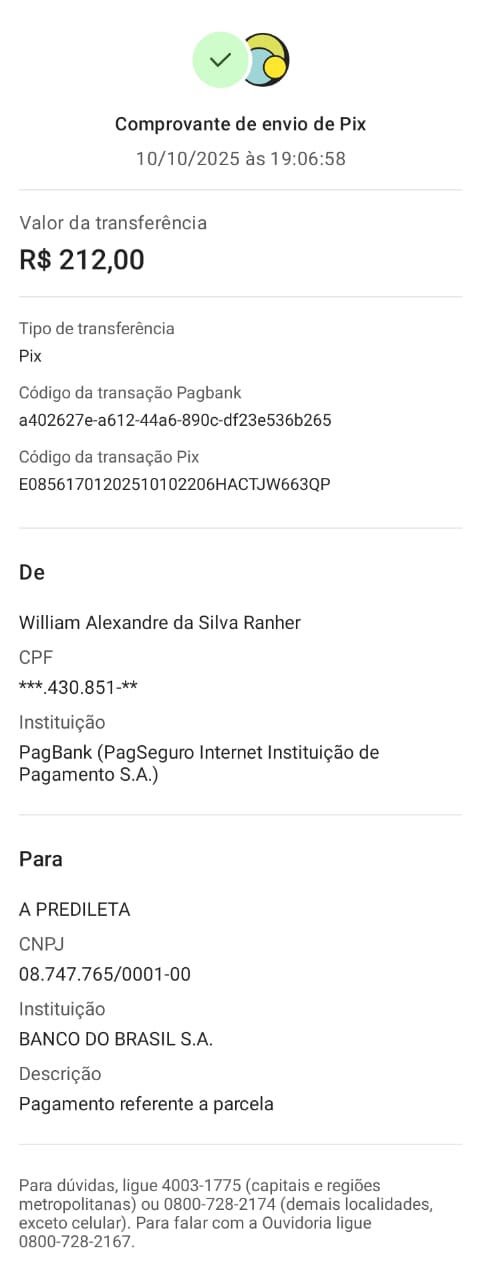 Comprovante de envio de Pix
10/10/2025 às 19:06:58
Valor da transferência
R$ 212,00
Tipo de transferência
Pix
Código da transação Pagbank
a402627e-a612-44a6-890c-df23e536b265
Código da transação Pix
E08561701202510102206HACTJW663QP
De
William Alexandre da Silva Ranher
CPF
***.430.851-**
Instituição
PagBank (PagSeguro Internet Instituição de
Pagamento S.A.)
Para
A PREDILETA
CNPJ
08.747.765/0001-00
Instituição
BANCO DO BRASIL S.A.
Descrição
Pagamento referente a parcela
Para dúvidas, ligue 4003-1775 (capitais e regiões
metropolitanas) ou 0800-728-2174 (demais localidades,
exceto celular). Para falar com a Ouvidoria ligue
0800-728-2167.